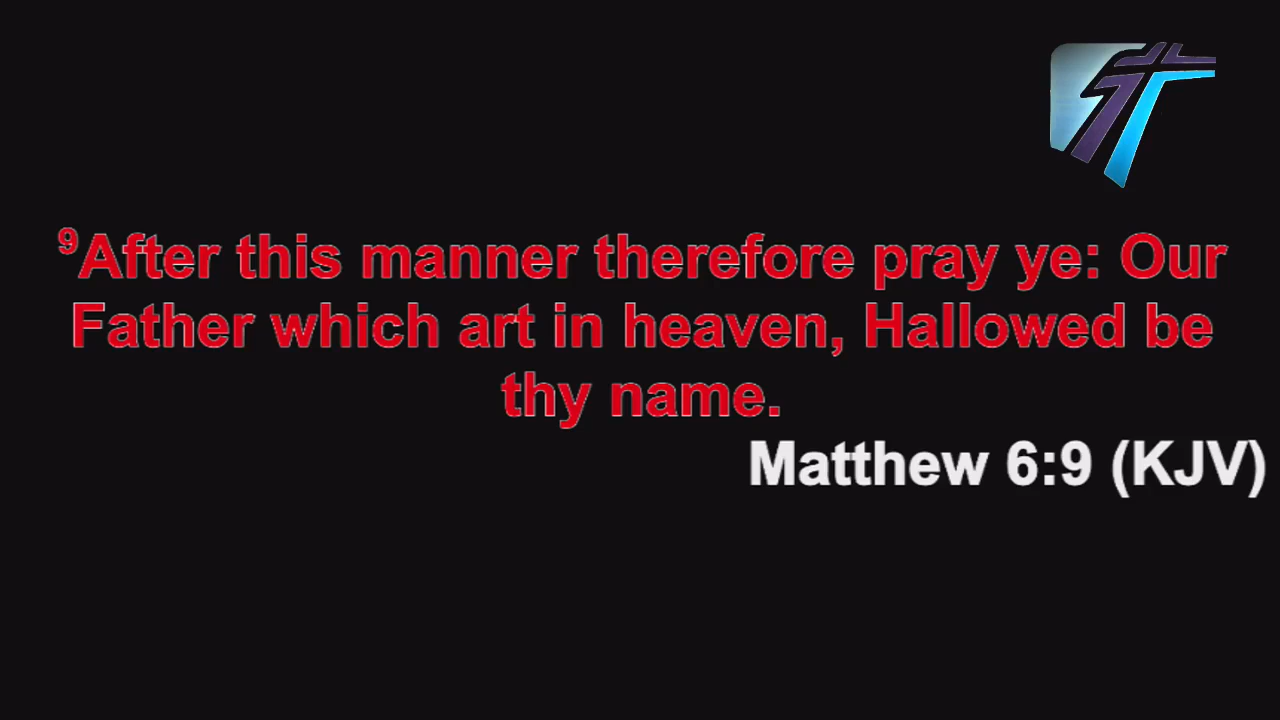 ⁹After this manner therefore pray ye: Our
Father which art in heaven, Hallowed be
thy name.
Matthew 6:9 (KJV)